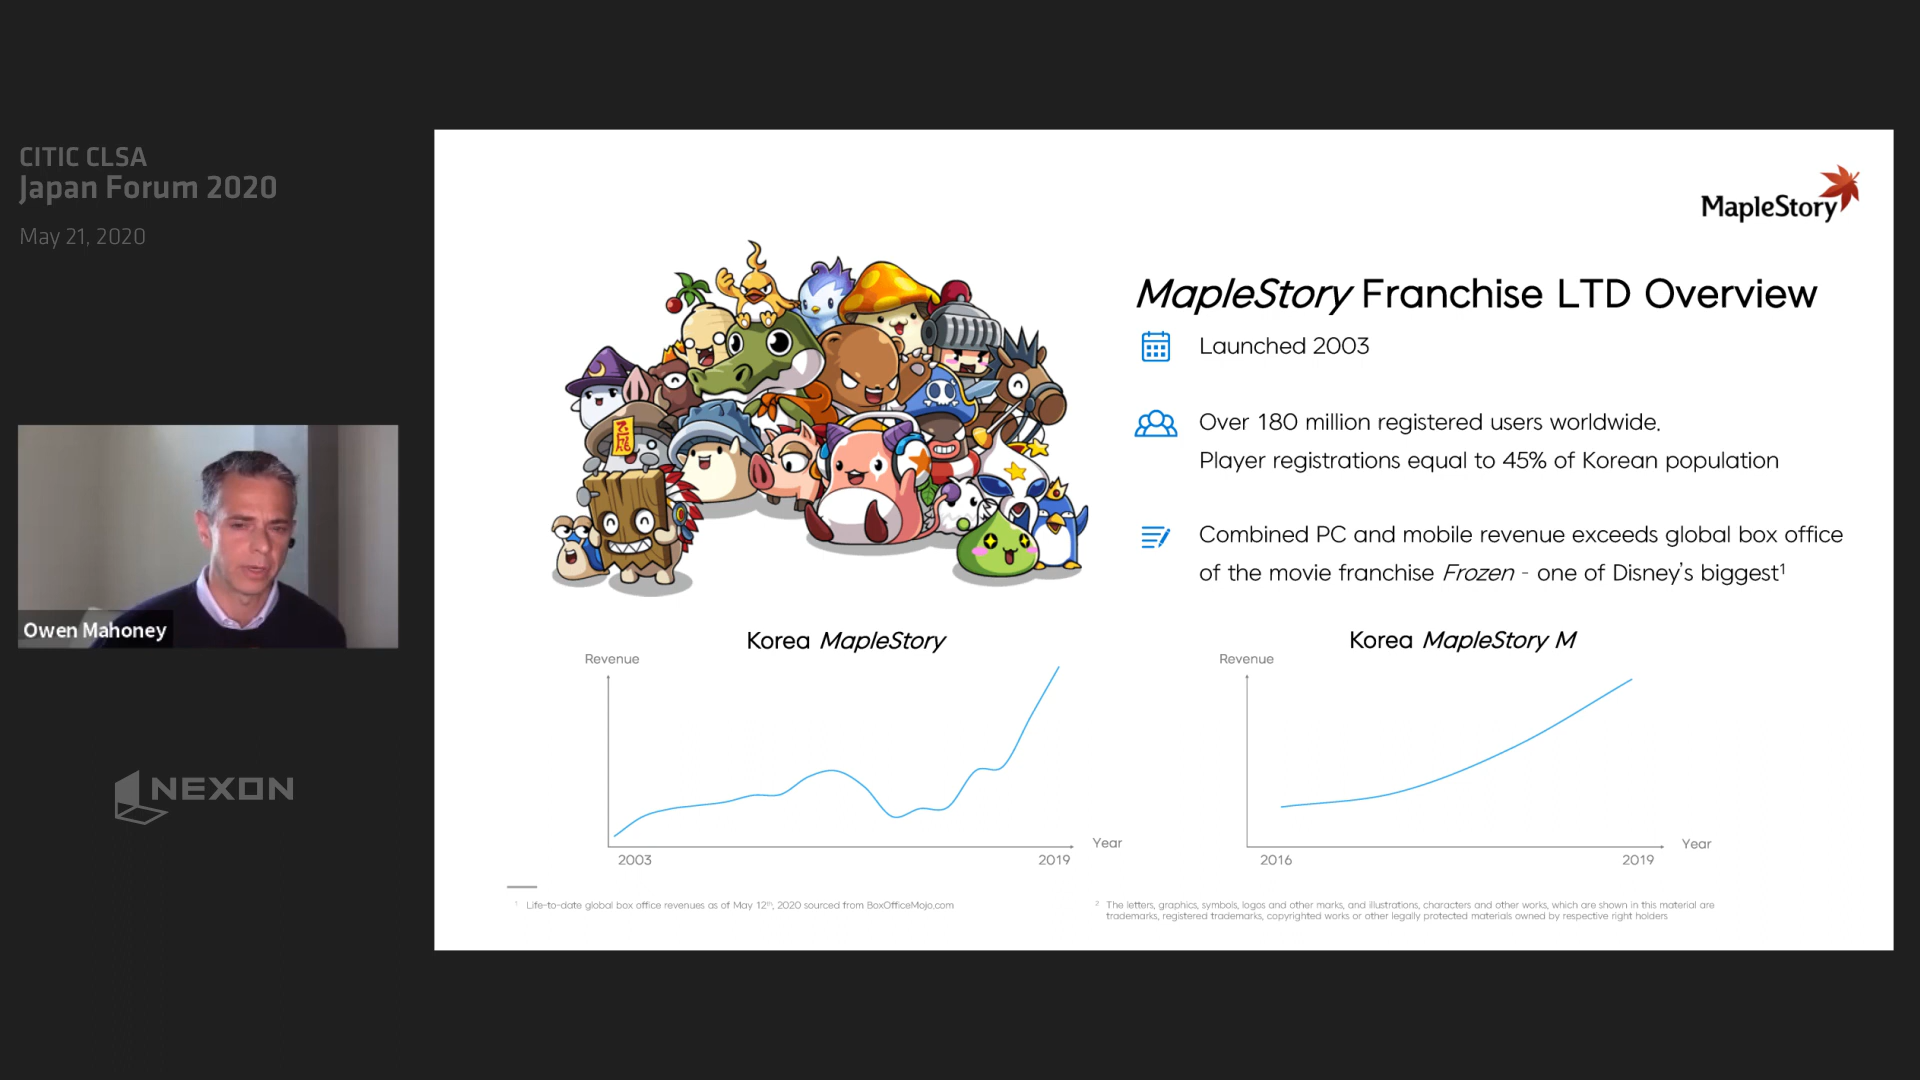 CITIC CLSA
Japan Forum 2020
May 21, 2020
Owen Mahoney
NEXON
MapleStory
MapleStory Franchise LTD Overview
Launched 2003
Over 180 million registered users worldwide.
Player registrations equal to 45% of Korean population
Combined PC and mobile revenue exceeds global box office
of the movie franchise Frozen - one of Disney's biggest¹
Korea MapleStory
Revenue
Year
2003
2019
Korea MapleStory M
Revenue
Year
2016
2019
¹ Life-to-date global box office revenues as of May 12ᵗʰ, 2020 sourced from BoxOfficeMojo.com
² The letters, graphics, symbols, logos and other marks, and illustrations, characters and other works, which are shown in this material are
trademarks, registered trademarks, copyrighted works or other legally protected materials owned by respective right holders